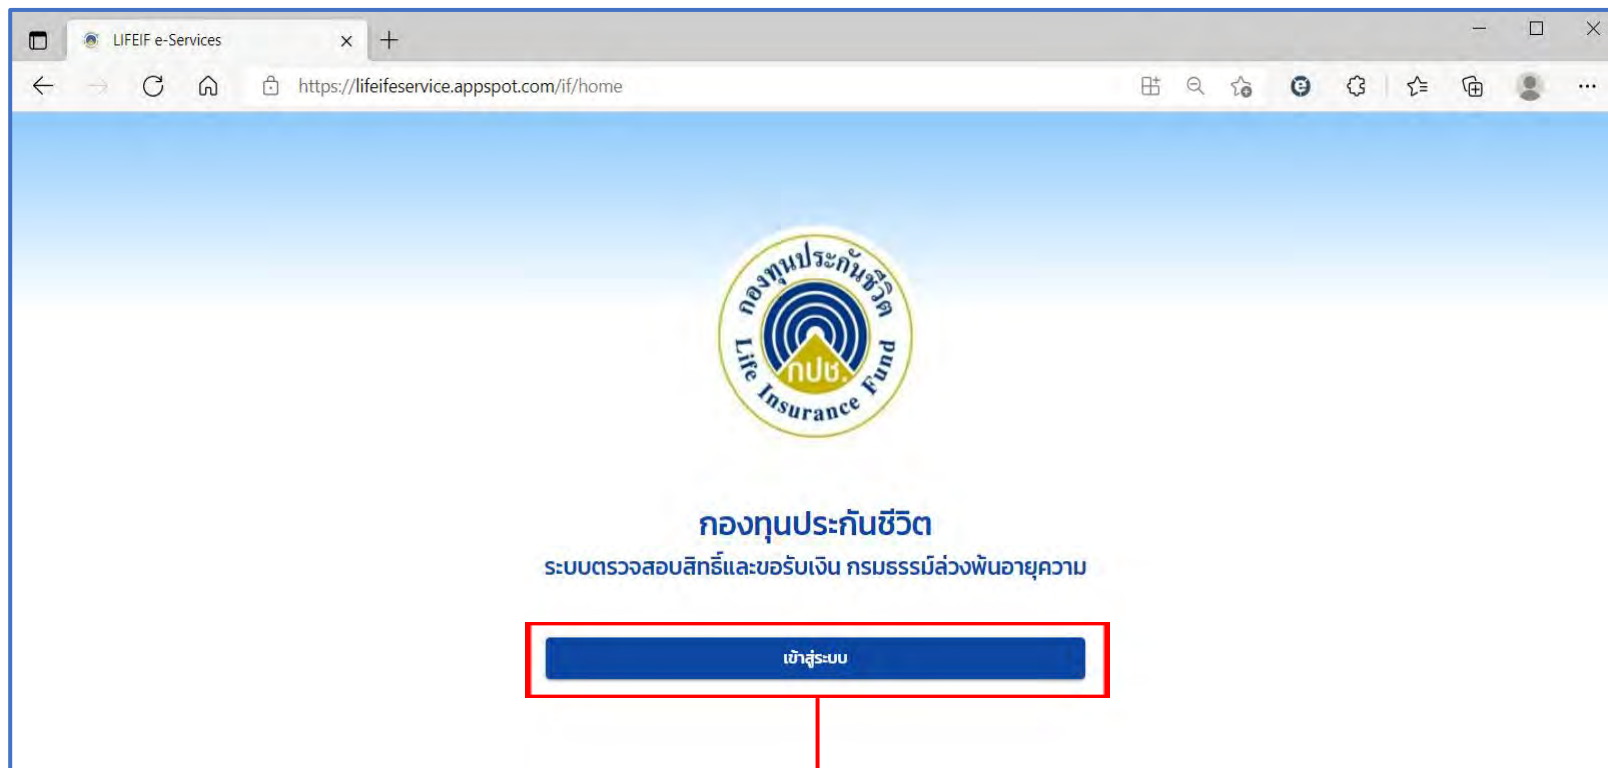 LIFEIF e-Services
https://lifeifeservice.appspot.com/if/home
กองทุนประกันชีวิต
กปช.
Life Insurance Fund
กองทุนประกันชีวิต
ระบบตรวจสอบสิทธิ์และขอรับเงิน กรมธรรม์ล่วงพ้นอายุความ
เข้าสู่ระบบ